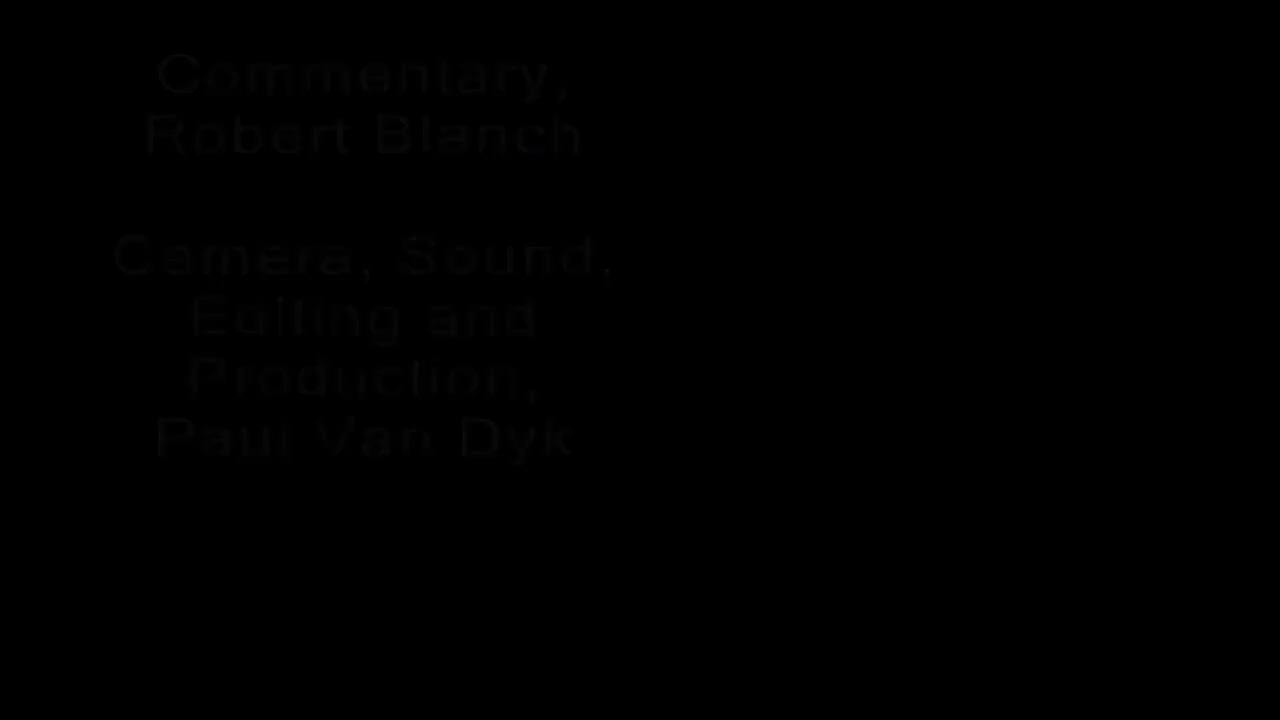 Commentary,
Robert Blanch
Camera, Sound,
Editing and
Production,
Paul Van Dyk